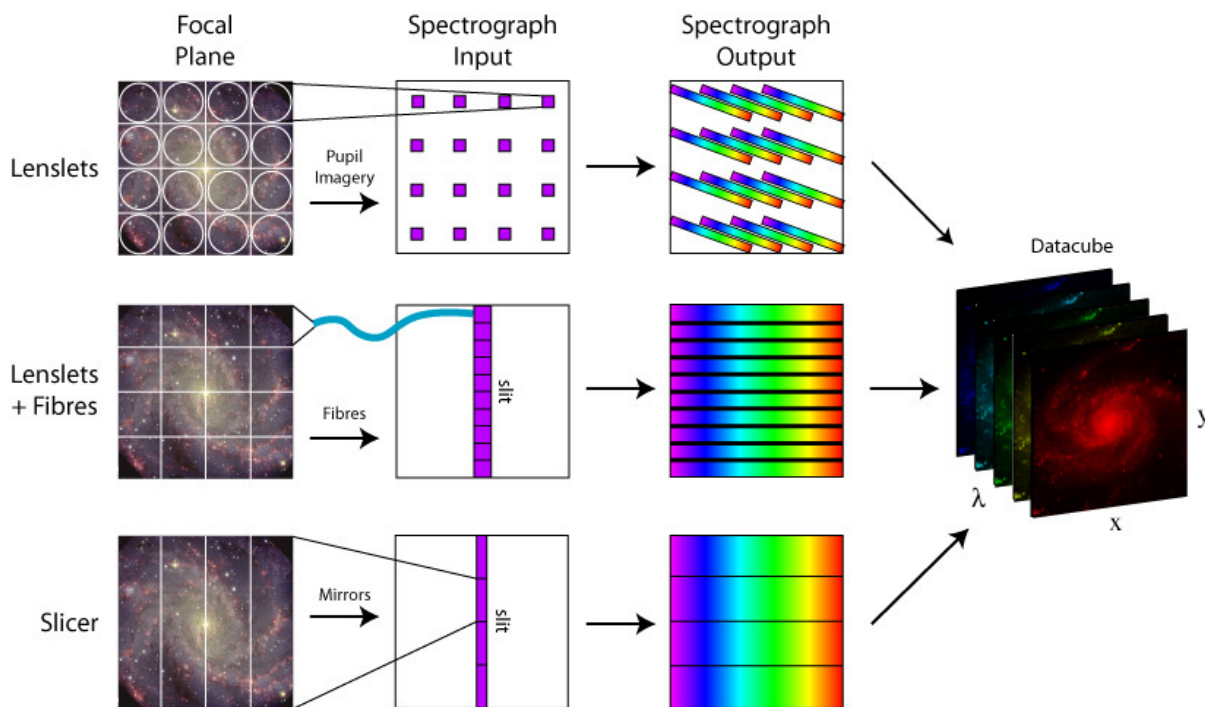 Focal
Plane
Spectrograph
Input
Spectrograph
Output
Lenslets
Pupil
Imagery
Datacube
Lenslets
+ Fibres
Fibres
slit
y
λ
x
Slicer
Mirrors
slit